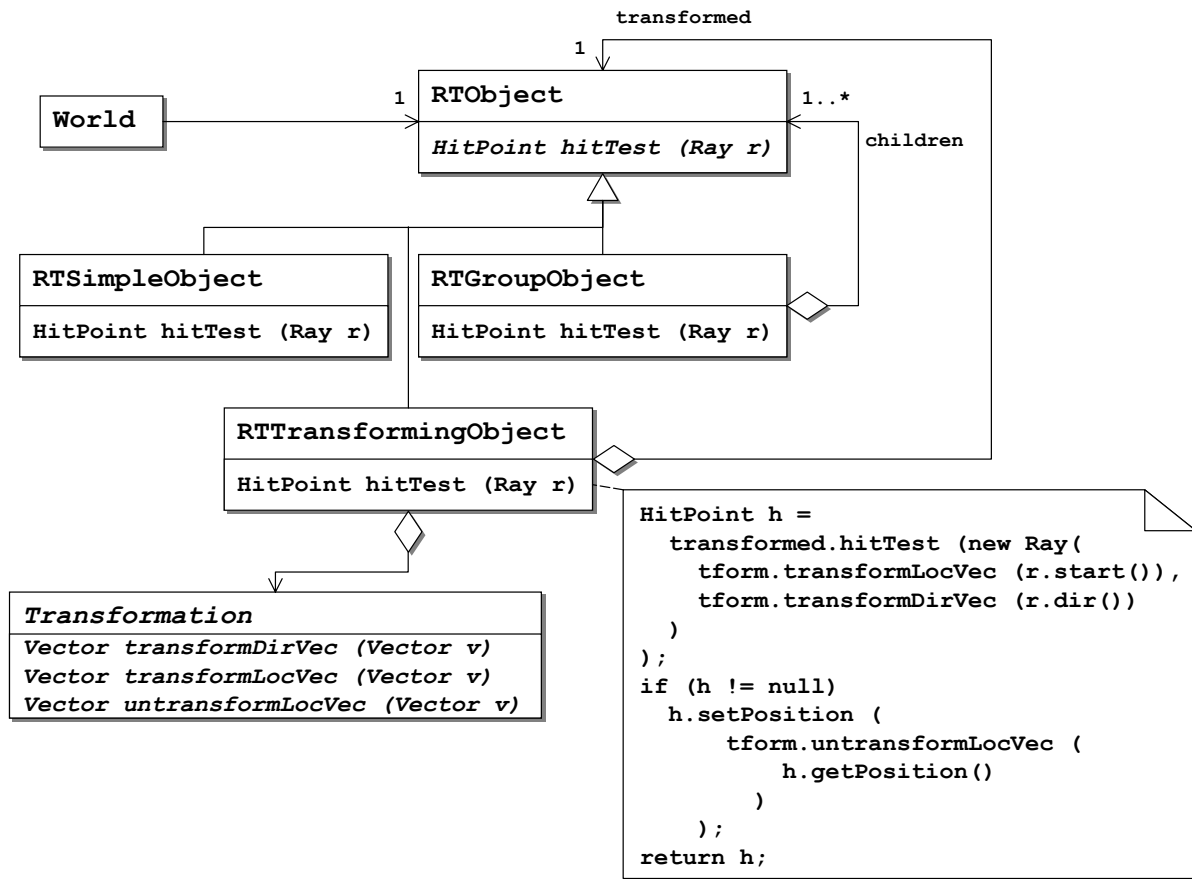 transformed
1
RTObject
1
1..*
World
HitPoint hitTest (Ray r)
children
RTSimpleObject
RTGroupObject
HitPoint hitTest (Ray r)
HitPoint hitTest (Ray r)
RTTransformingObject
HitPoint hitTest (Ray r)
HitPoint h =
transformed.hitTest (new Ray(
tform.transformLocVec (r.start()),
tform.transformDirVec (r.dir())
)
);
if (h != null)
h.setPosition (
tform.untransformLocVec (
h.getPosition()
)
);
return h;
Transformation
Vector transformDirVec (Vector v)
Vector transformLocVec (Vector v)
Vector untransformLocVec (Vector v)